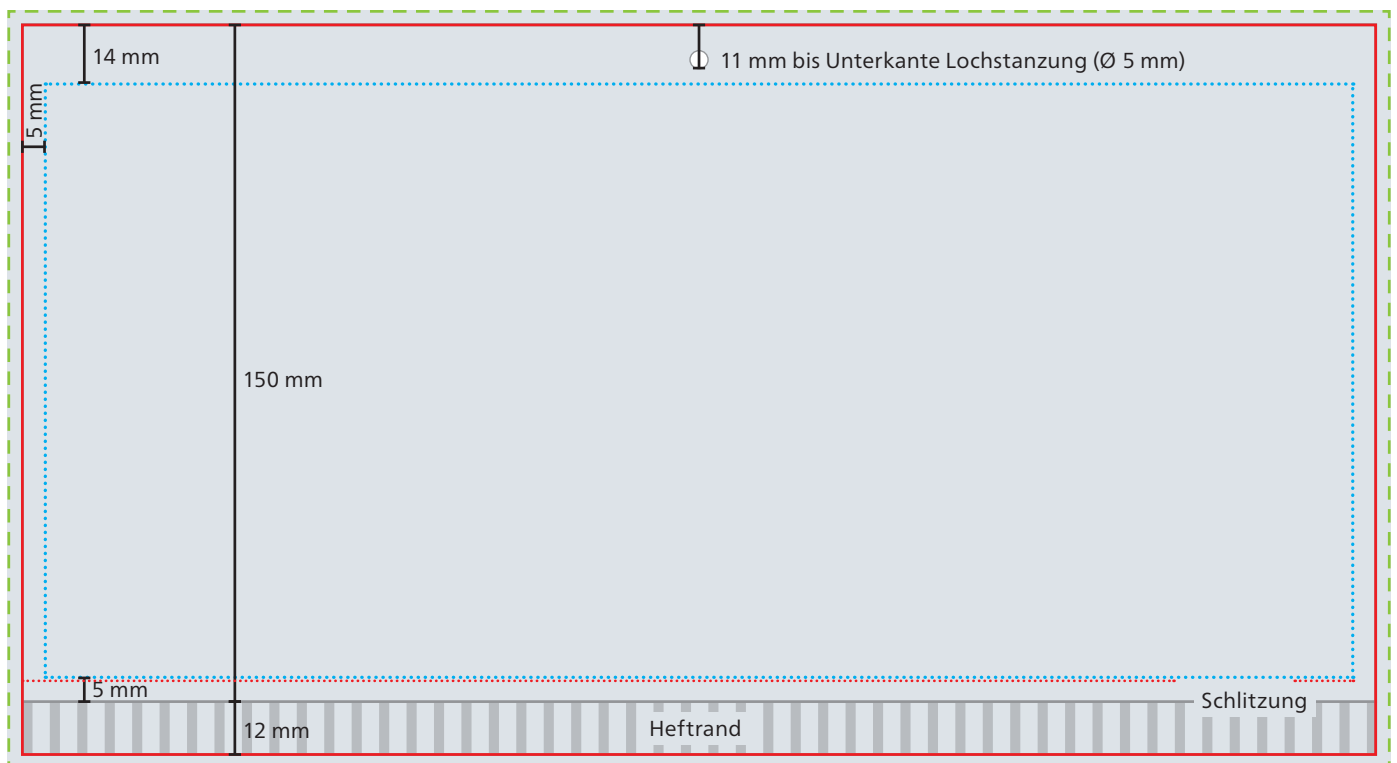 14 mm
11 mm bis Unterkante Lochstanzung (Ø 5 mm)
5 mm
150 mm
5 mm
Schlitzung
12 mm
Heftrand